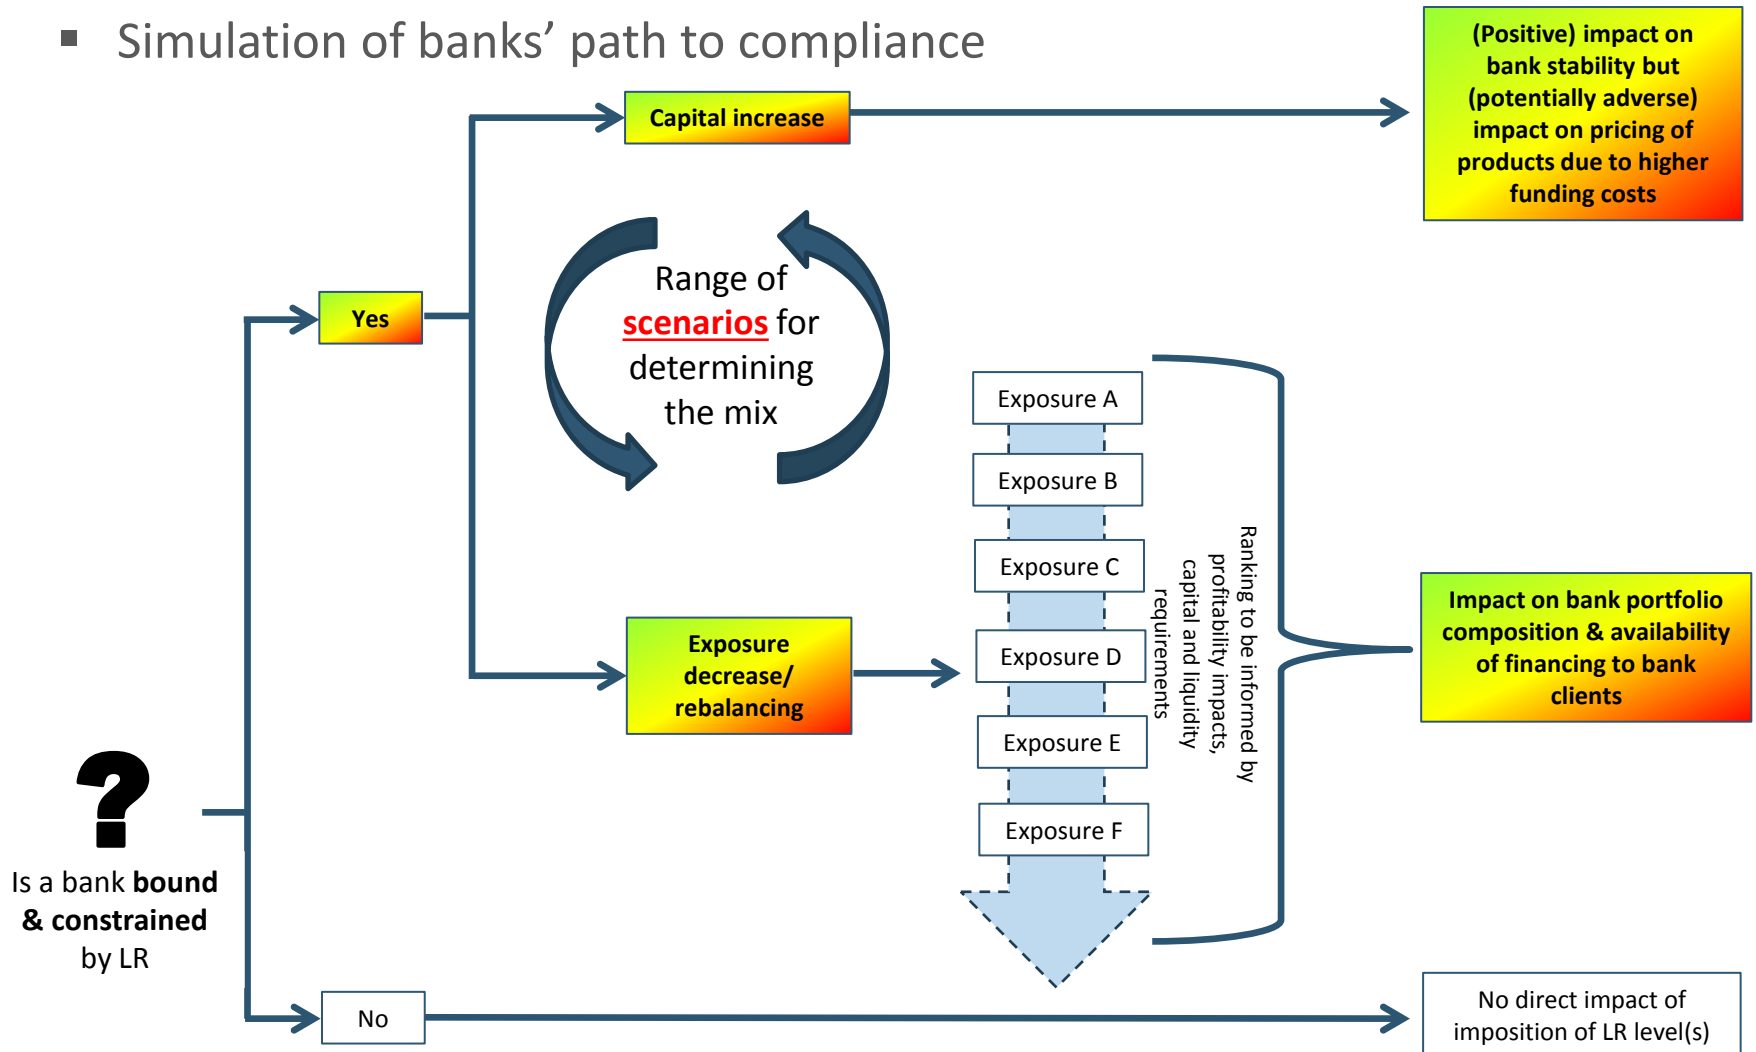 ▪ Simulation of banks’ path to compliance
(Positive) impact on
bank stability but
(potentially adverse)
impact on pricing of
products due to higher
funding costs
Capital increase
Yes
Range of
scenarios for
determining
the mix
Exposure A
Exposure B
Exposure C
Exposure D
Exposure E
Exposure F
Ranking to be informed by
profitability impacts,
capital and liquidity
requirements
Exposure
decrease/
rebalancing
Impact on bank portfolio
composition & availability
of financing to bank
clients
?
Is a bank bound
& constrained
by LR
No
No direct impact of
imposition of LR level(s)